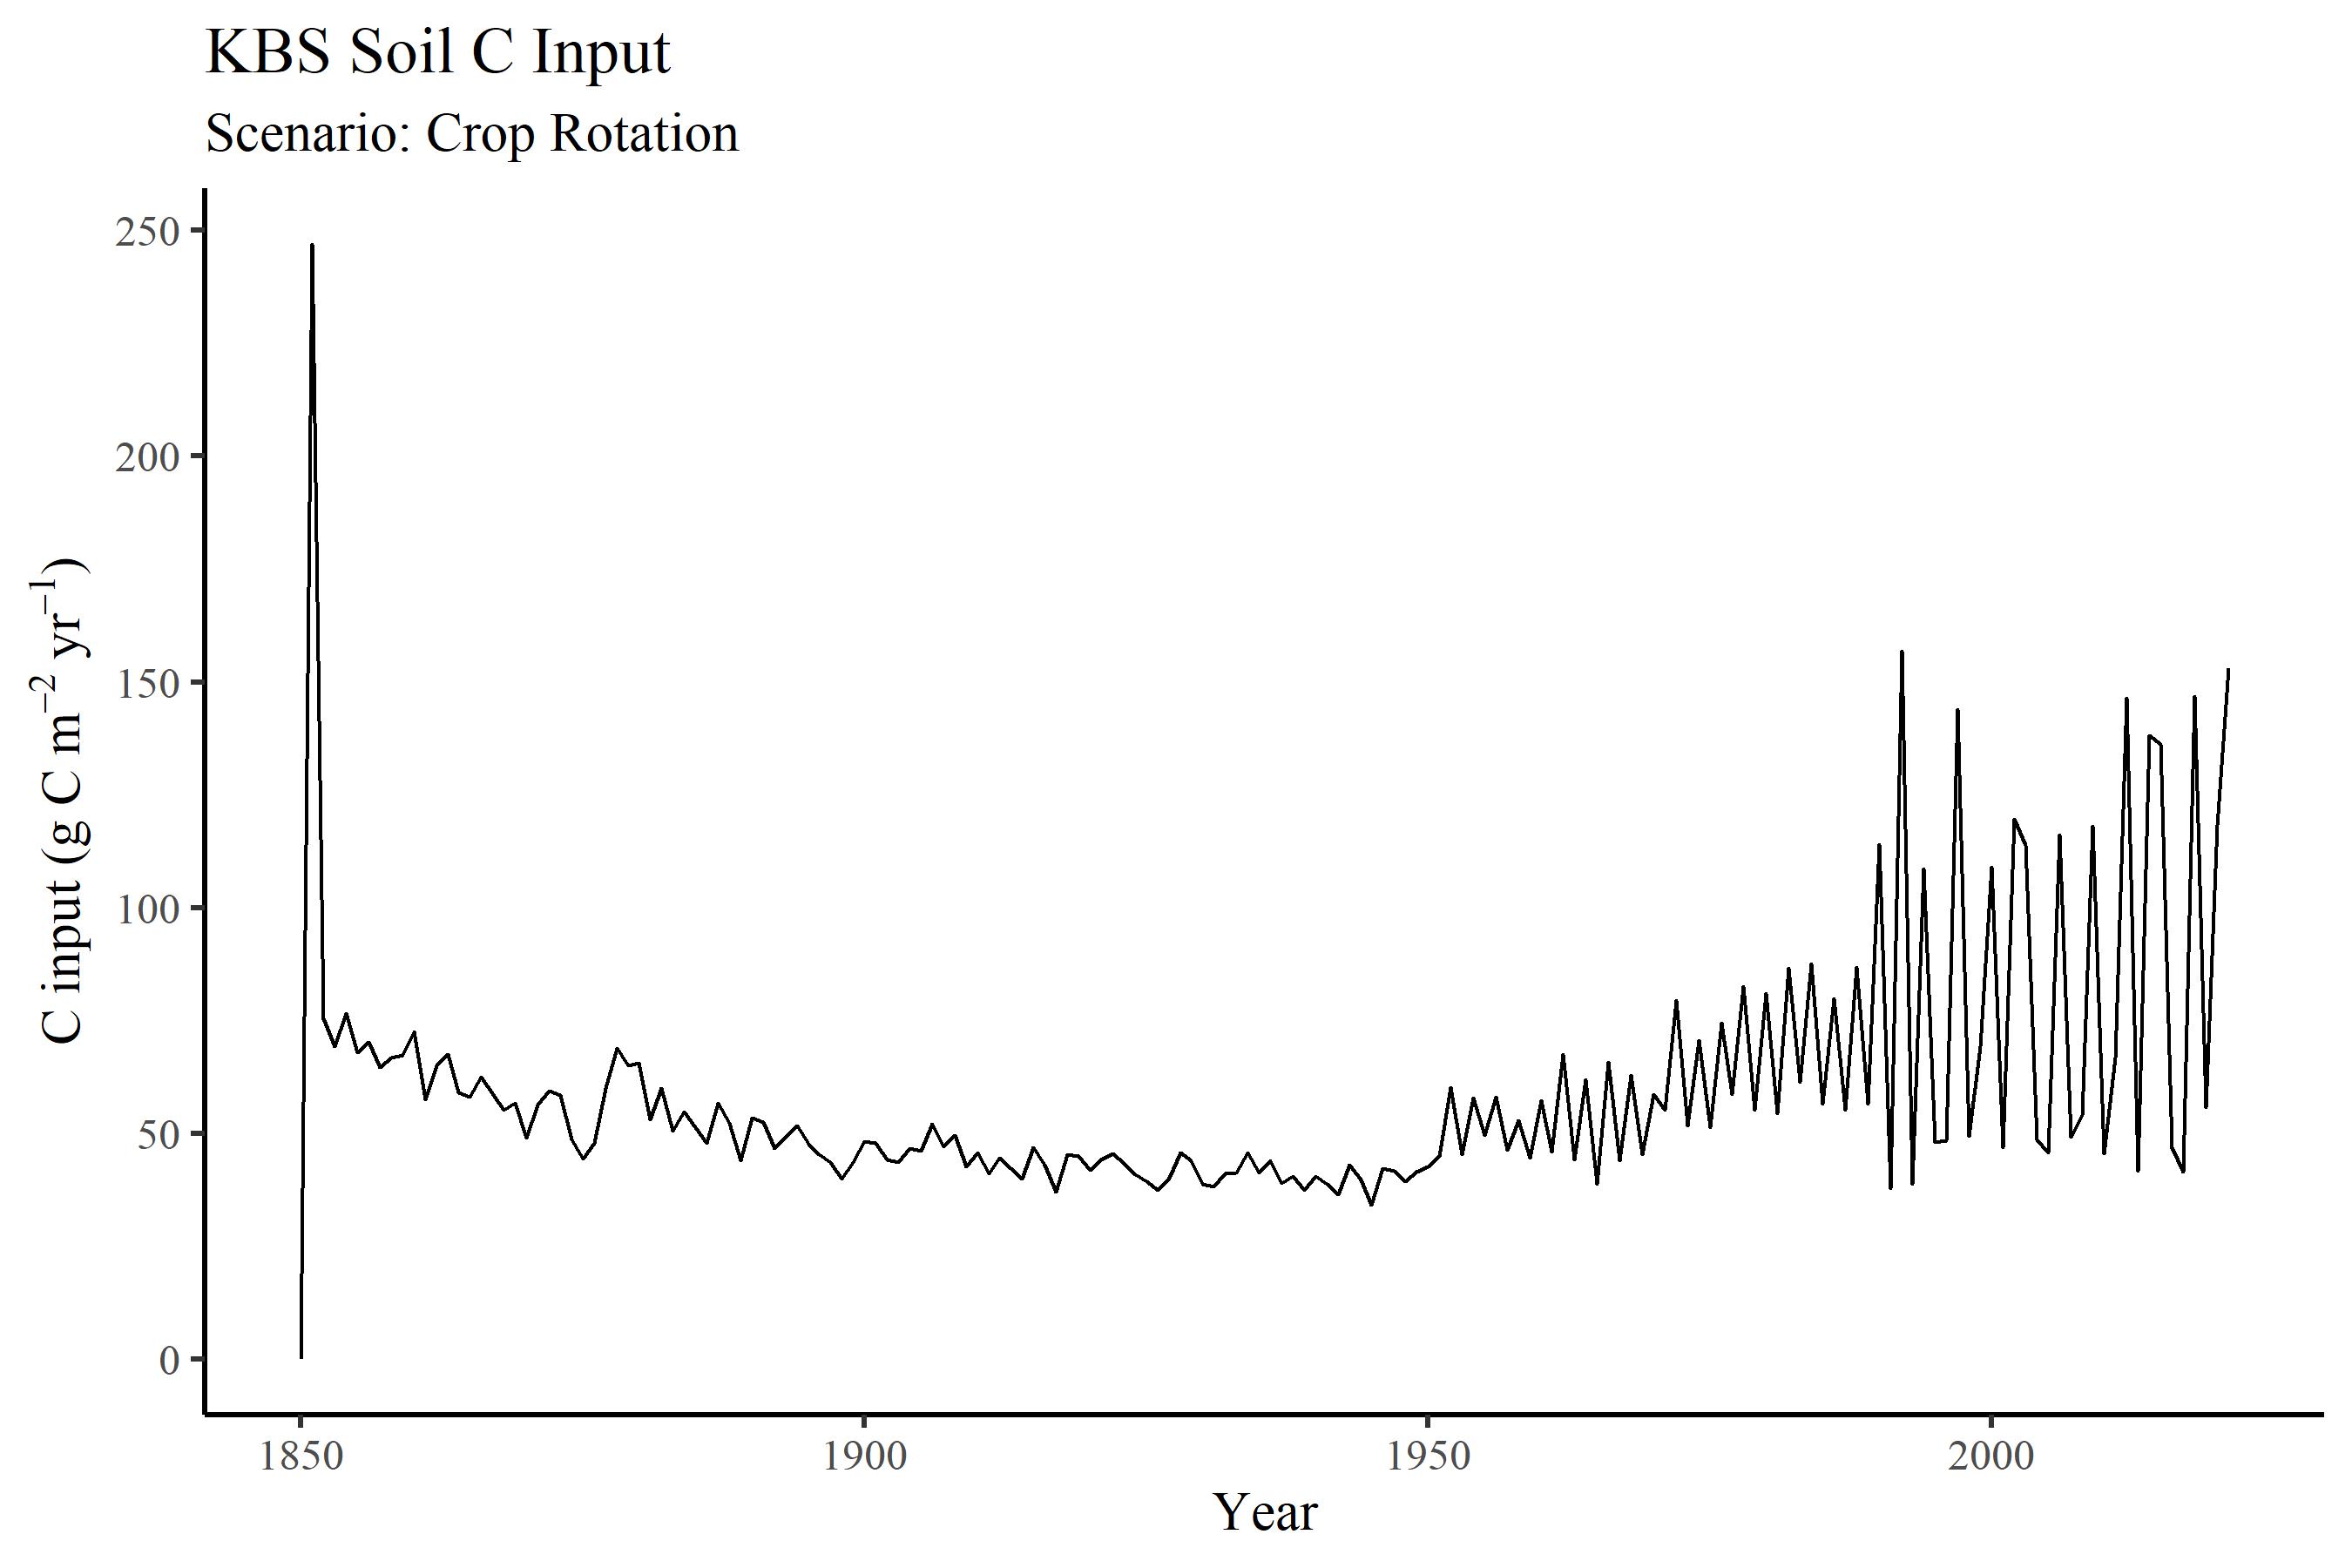 KBS Soil C Input
Scenario: Crop Rotation
250
200
150
100
50
0
C input (g C m⁻² yr⁻¹)
1850 1900 1950 2000
Year